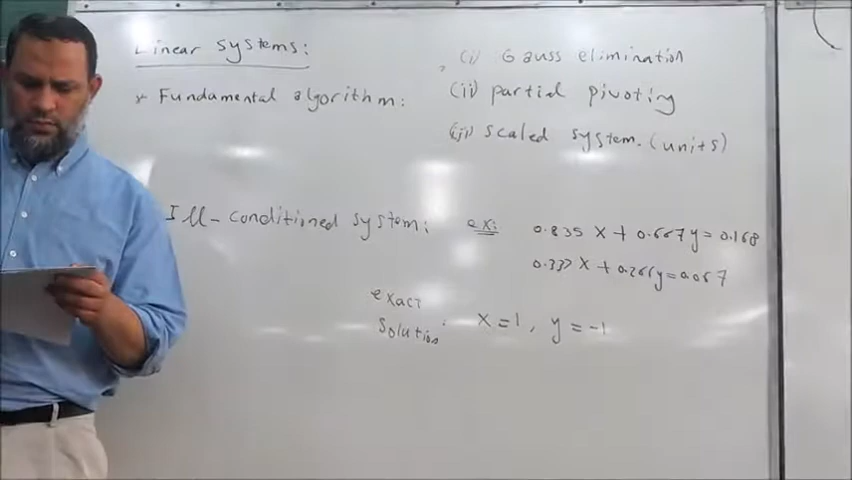 Linear systems:
* Fundamental algorithm:
(i) Gauss elimination
(ii) partial pivoting
(iii) scaled system. (units)
Ill-conditioned system:
ex:
0.835 x + 0.667 y = 0.168
0.333 x + 0.266 y = 0.067
exact
solution: x = 1, y = -1